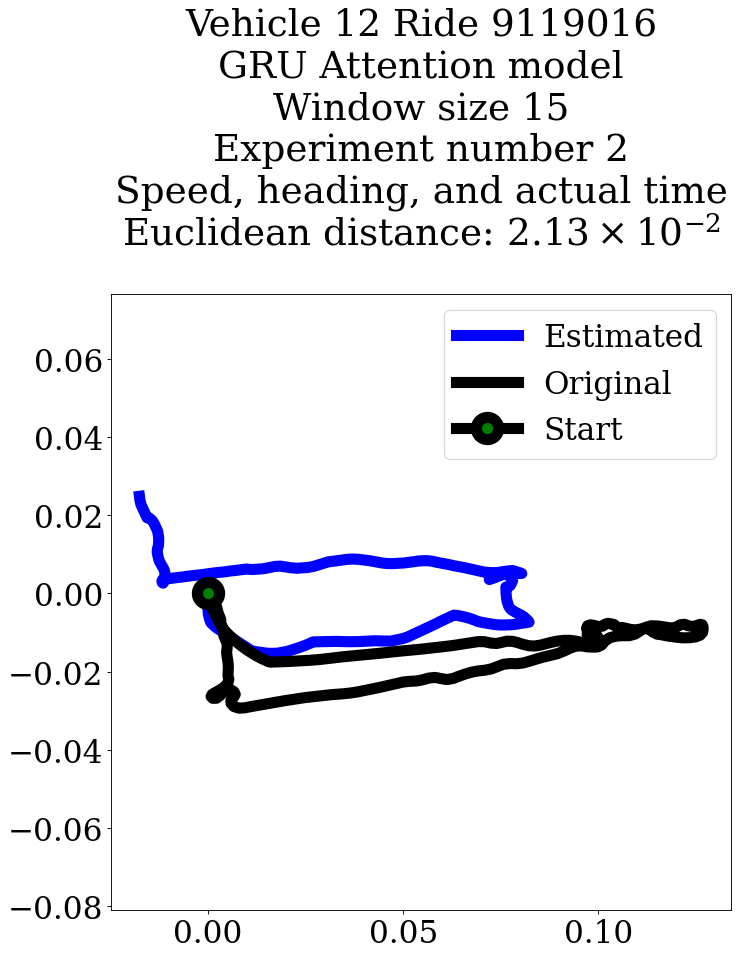 Vehicle 12 Ride 9119016
GRU Attention model
Window size 15
Experiment number 2
Speed, heading, and actual time
Euclidean distance: 2.13 × 10⁻²
Estimated
Original
Start
0.06
0.04
0.02
0.00
−0.02
−0.04
−0.06
−0.08
0.00 0.05 0.10